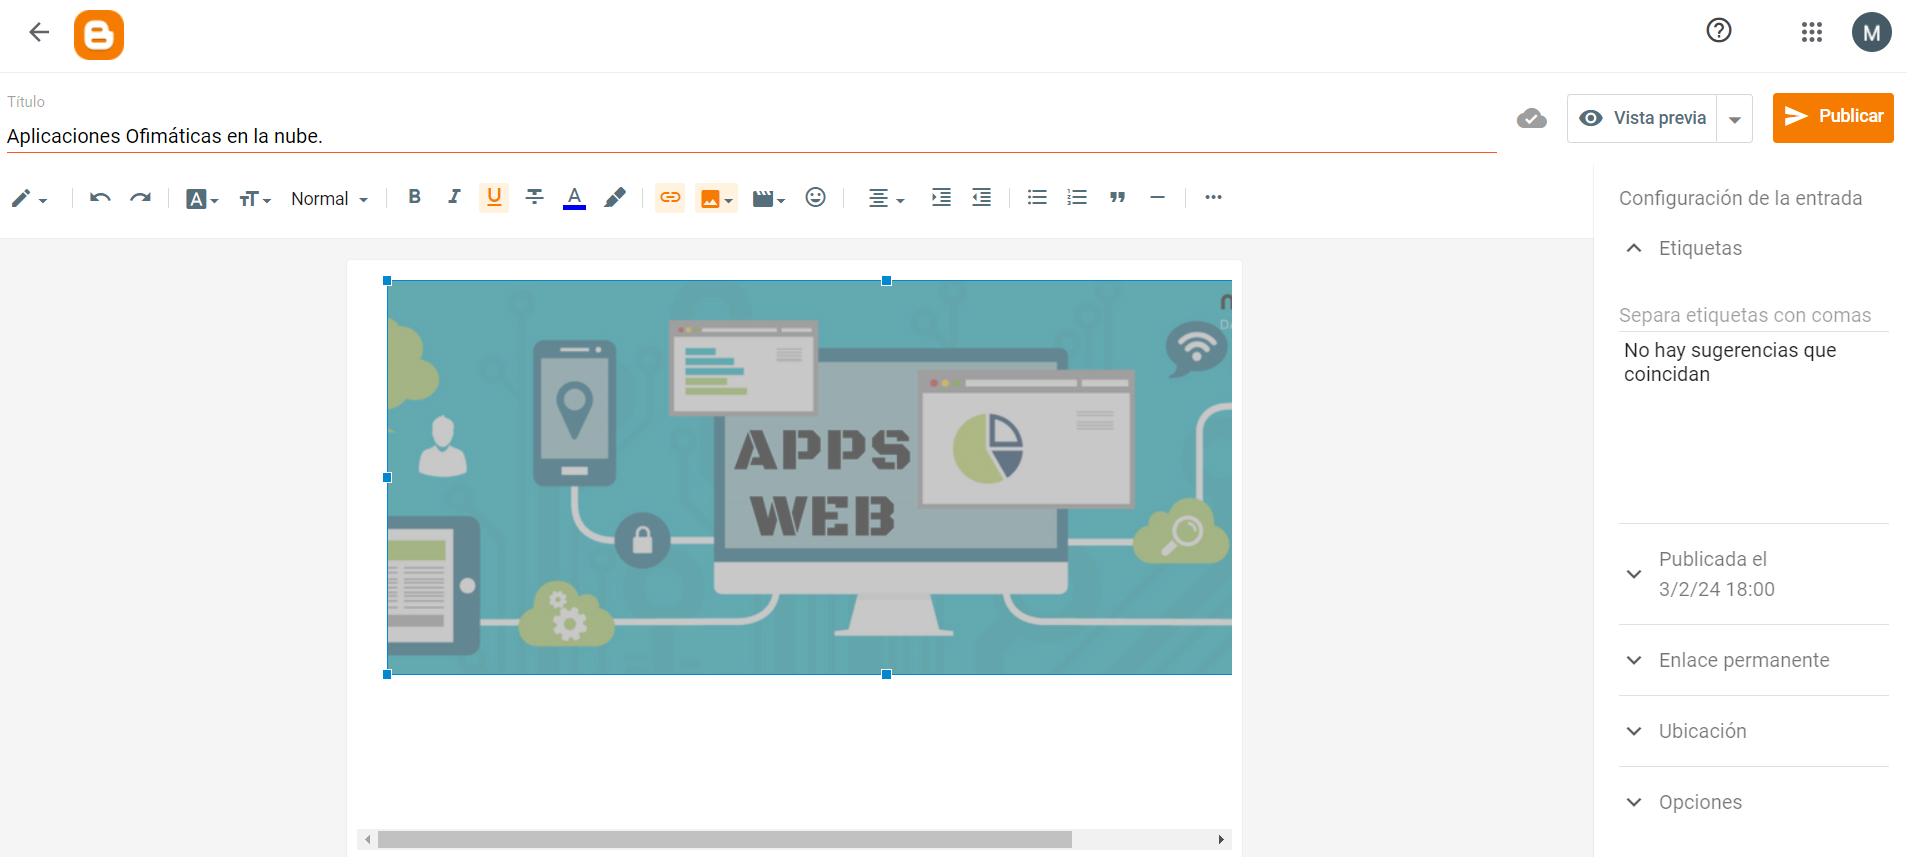 M
Título
Aplicaciones Ofimáticas en la nube.
Vista previa
Publicar
Normal
B I U A
Configuración de la entrada
Etiquetas
Separa etiquetas con comas
No hay sugerencias que
coincidan
APPS
WEB
Publicada el
3/2/24 18:00
Enlace permanente
Ubicación
Opciones